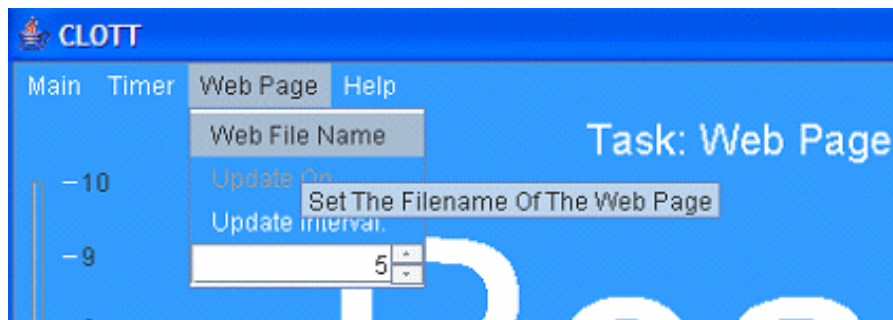 CLOTT
Main Timer Web Page Help
Web File Name
Task: Web Page
Update On
10
Set The Filename Of The Web Page
Update Interval:
9
5